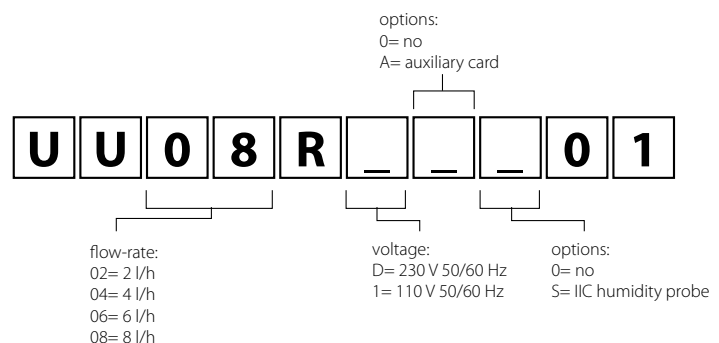 options:
0= no
A= auxiliary card
U U 0 8 R _ _ _ 0 1
flow-rate:
02= 2 l/h
04= 4 l/h
06= 6 l/h
08= 8 l/h
voltage:
D= 230 V 50/60 Hz
1= 110 V 50/60 Hz
options:
0= no
S= IIC humidity probe